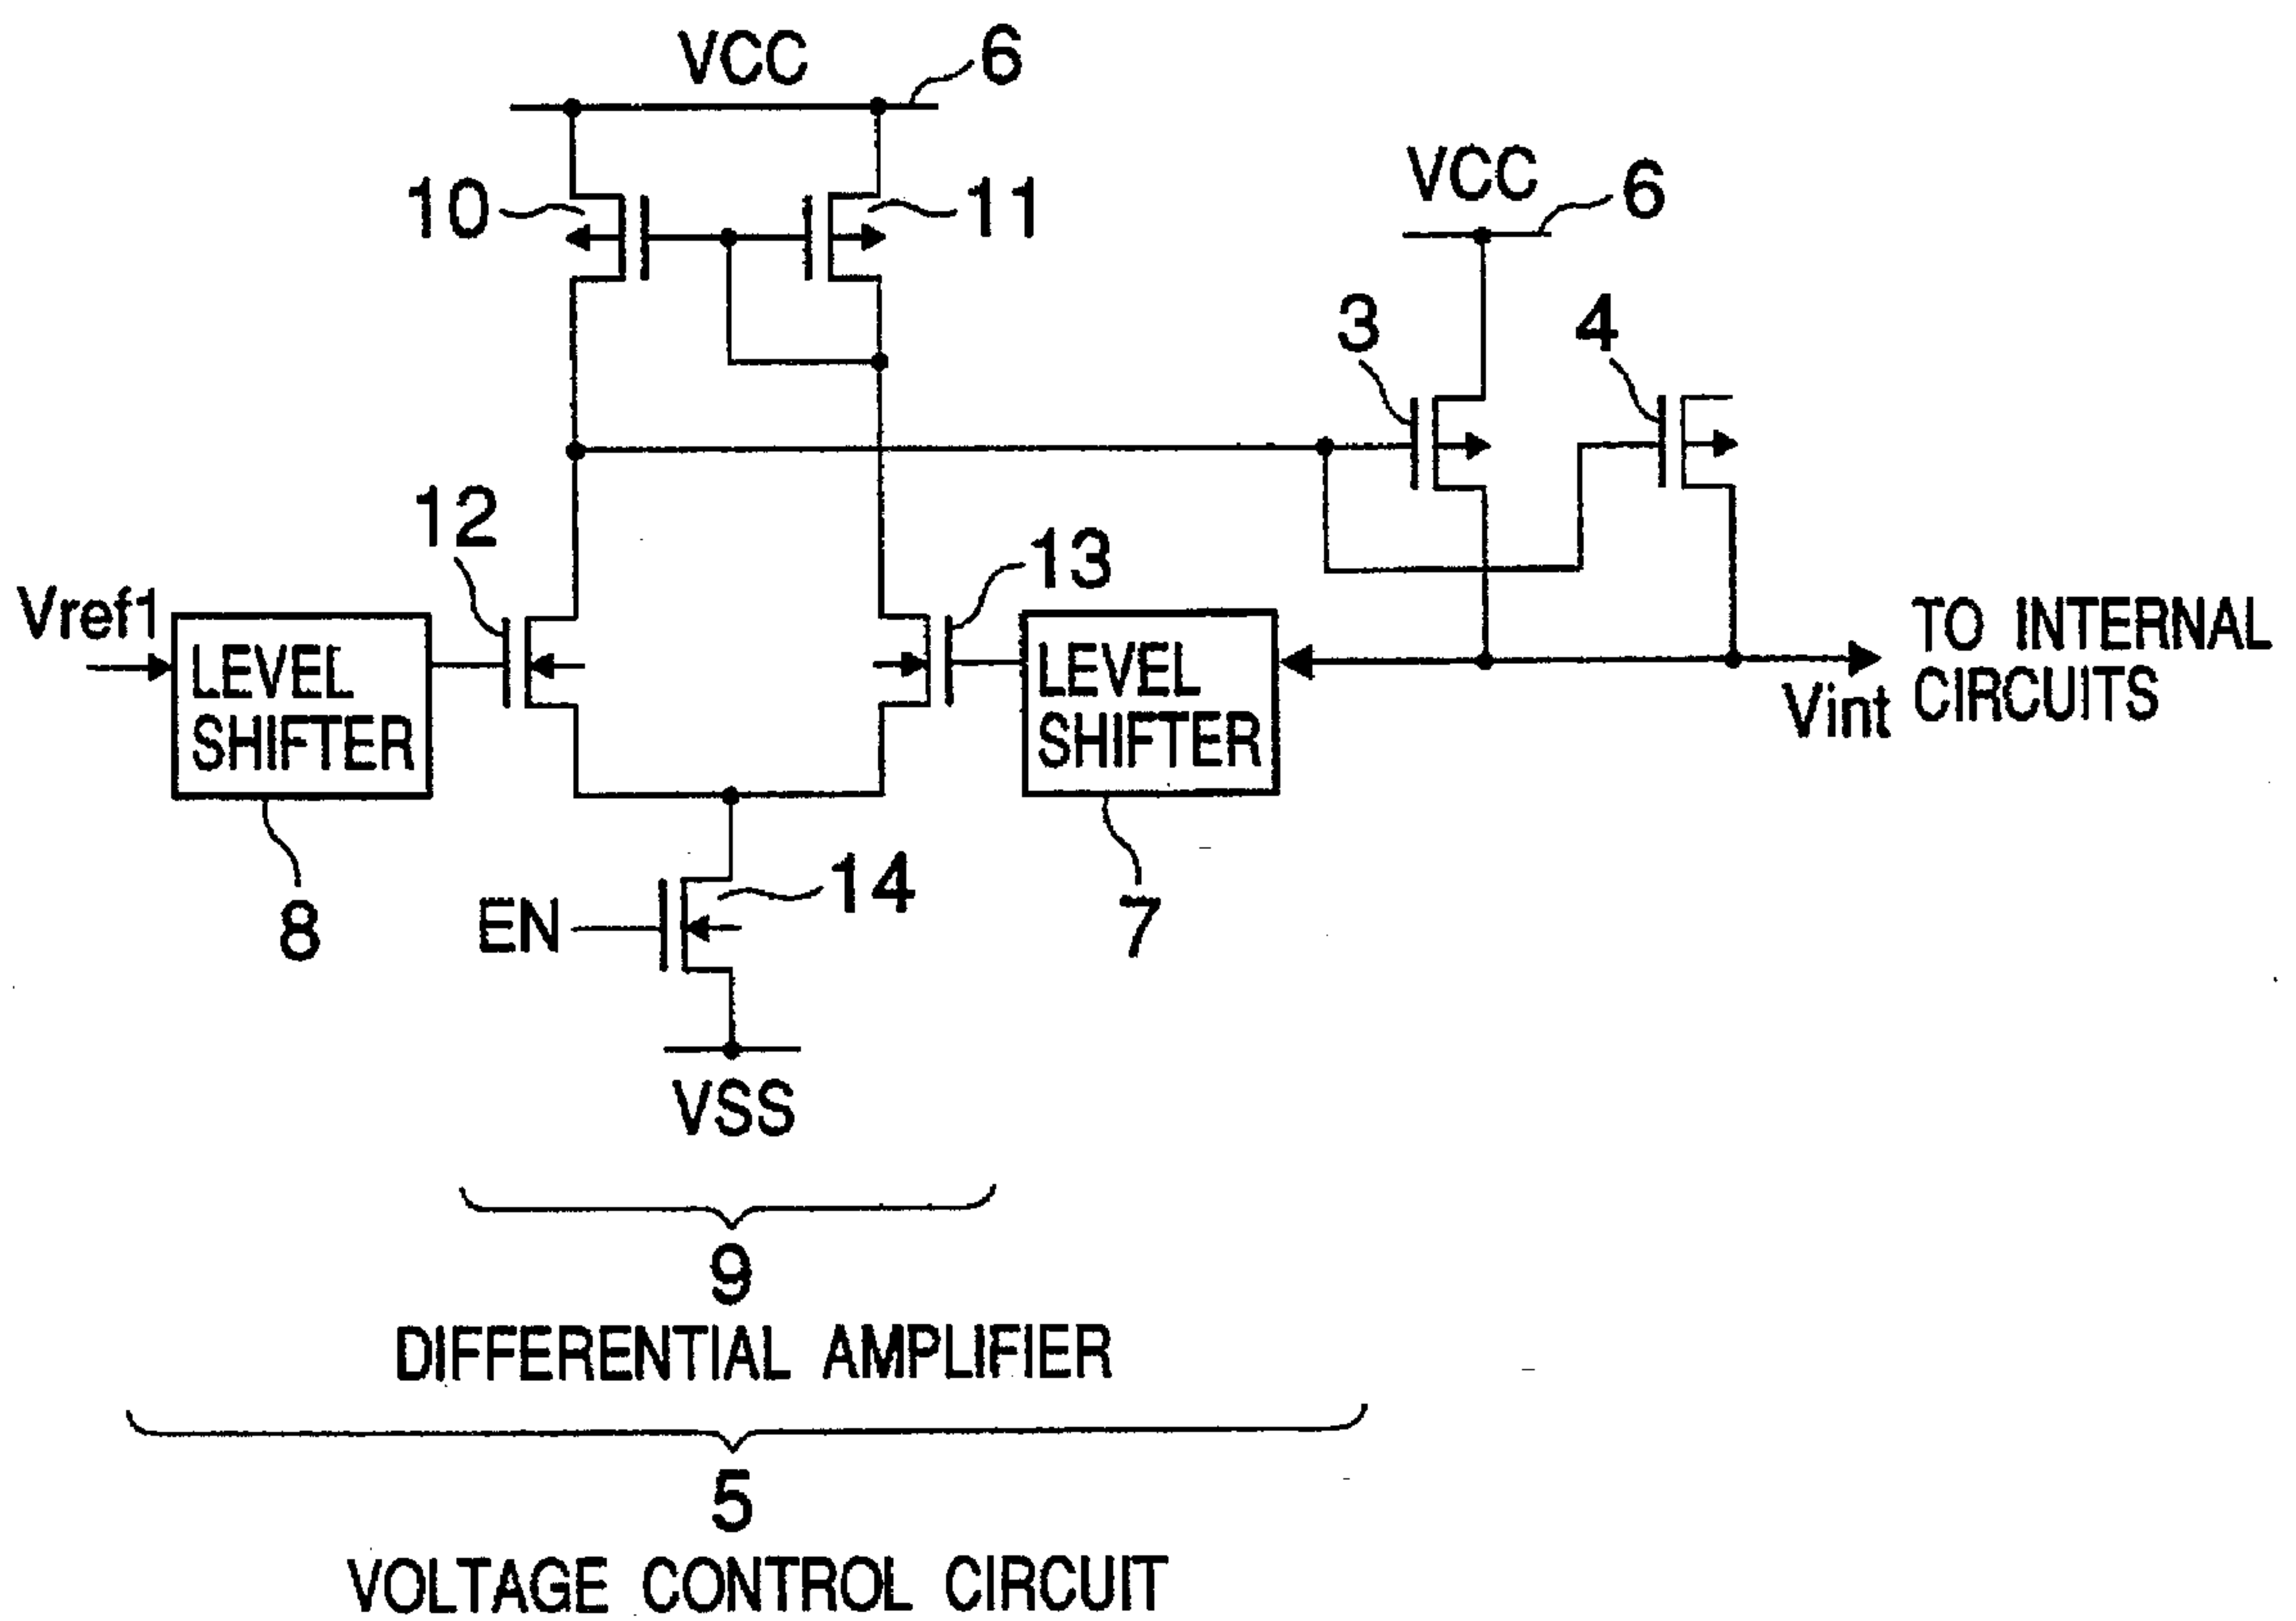 VCC
6
10
11
VCC
6
3
4
12
13
Vref1
LEVEL
SHIFTER
LEVEL
SHIFTER
TO INTERNAL
CIRCUITS
Vint
8
EN
14
7
VSS
9
DIFFERENTIAL AMPLIFIER
5
VOLTAGE CONTROL CIRCUIT